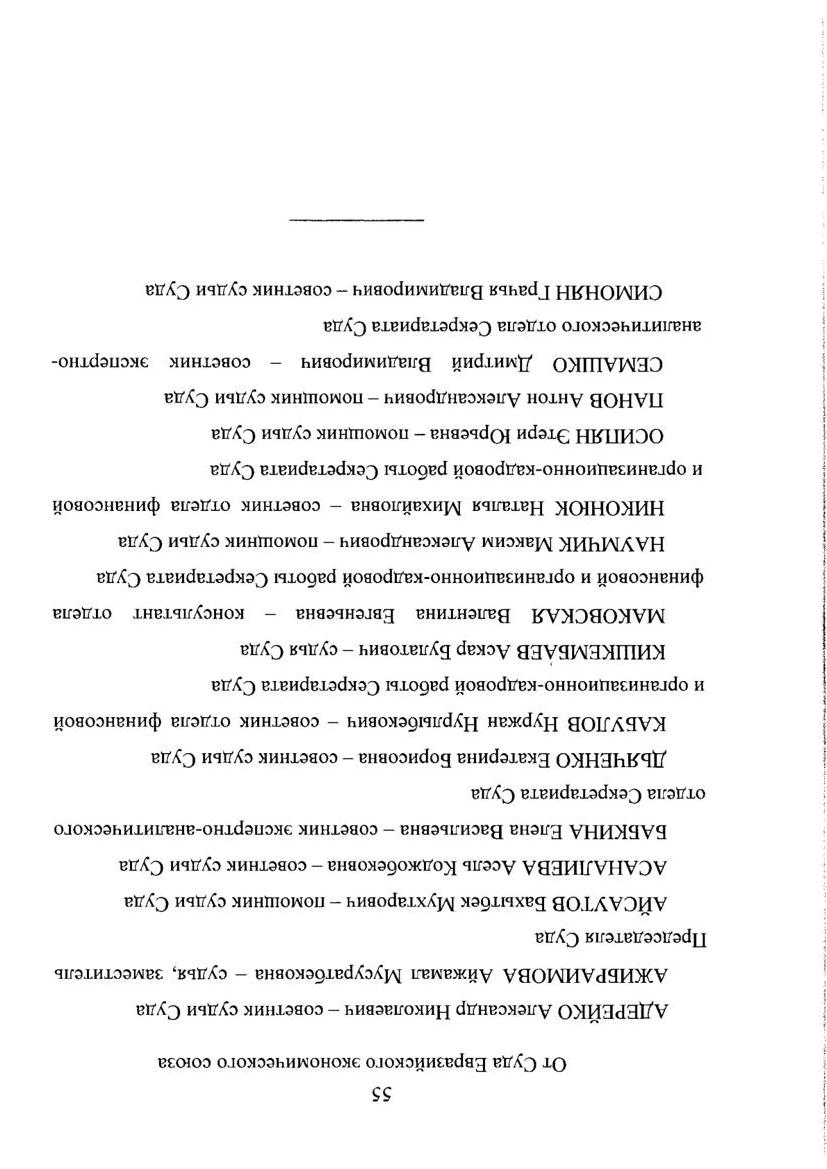 55
От Суда Евразийского экономического союза
АДЕРЕЙКО Александр Николаевич – советник судьи Суда
АЖИБРАИМОВА Айжамал Мусуратбековна – судья, заместитель
Председателя Суда
АЙСАУТОВ Бахытбек Мухтарович – помощник судьи Суда
АСАНАЛИЕВА Асель Коджобековна – советник судьи Суда
БАБКИНА Елена Васильевна – советник экспертно-аналитического
отдела Секретариата Суда
ДЬЯЧЕНКО Екатерина Борисовна – советник судьи Суда
КАБУЛОВ Нуржан Нурлыбекович – советник отдела финансовой
и организационно-кадровой работы Секретариата Суда
КИШКЕМБАЕВ Аскар Булатович – судья Суда
МАКОВСКАЯ Валентина Евгеньевна – консультант отдела
финансовой и организационно-кадровой работы Секретариата Суда
НАУМЧИК Максим Александрович – помощник судьи Суда
НИКОНЮК Наталья Михайловна – советник отдела финансовой
и организационно-кадровой работы Секретариата Суда
ОСИПЯН Этери Юрьевна – помощник судьи Суда
ПАНОВ Антон Александрович – помощник судьи Суда
СЕМАШКО Дмитрий Владимирович – советник экспертно-
аналитического отдела Секретариата Суда
СИМОНЯН Грачья Владимирович – советник судьи Суда